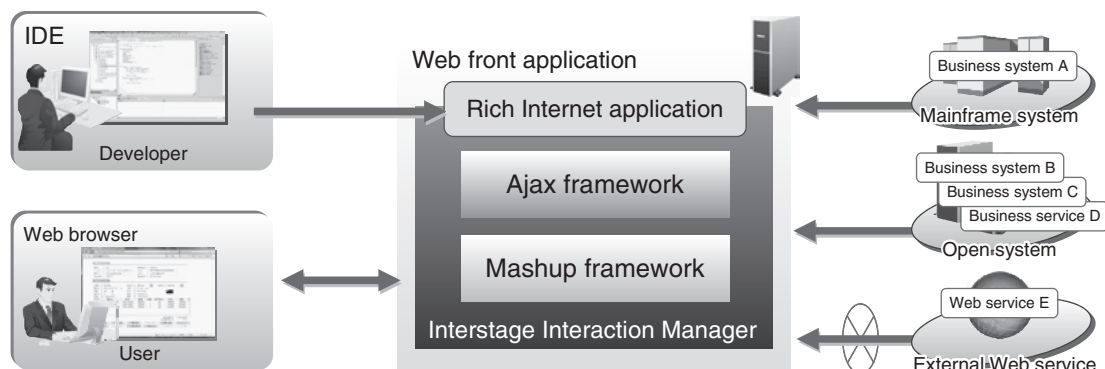 IDE
Developer
Web browser
User
Web front application
Rich Internet application
Ajax framework
Mashup framework
Interstage Interaction Manager
Business system A
Mainframe system
Business system B
Business system C
Business service D
Open system
Web service E
External Web service